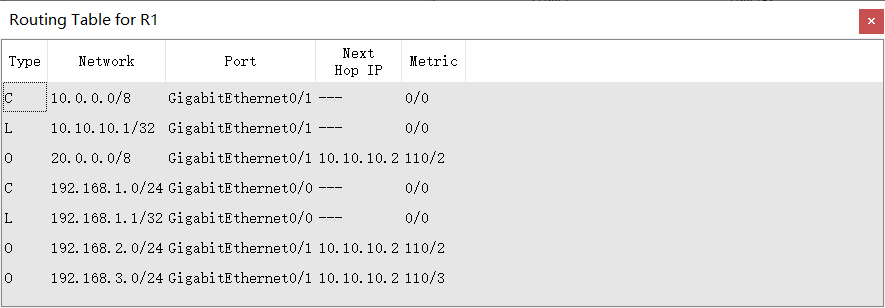 Routing Table for R1
×
Type Network Port Next Hop IP Metric
C 10.0.0.0/8 GigabitEthernet0/1 --- 0/0
L 10.10.10.1/32 GigabitEthernet0/1 --- 0/0
O 20.0.0.0/8 GigabitEthernet0/1 10.10.10.2 110/2
C 192.168.1.0/24 GigabitEthernet0/0 --- 0/0
L 192.168.1.1/32 GigabitEthernet0/0 --- 0/0
O 192.168.2.0/24 GigabitEthernet0/1 10.10.10.2 110/2
O 192.168.3.0/24 GigabitEthernet0/1 10.10.10.2 110/3